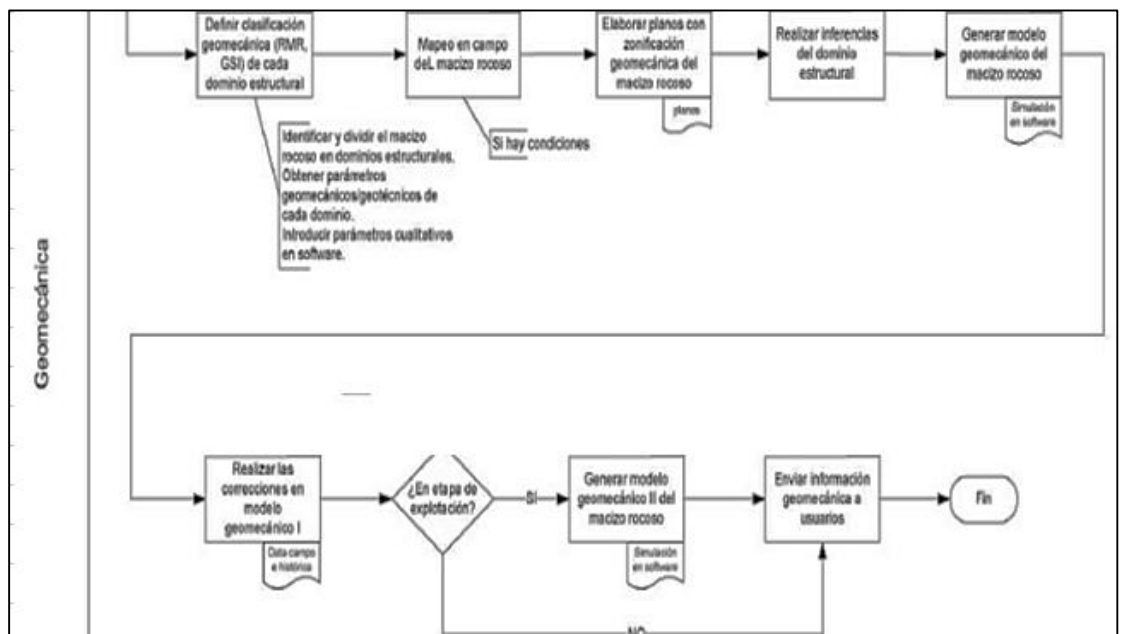 Geomecánica
Definir clasificación
geomecánica (RMR,
GSI) de cada
dominio estructural
Mapeo en campo
deL macizo rocoso
Elaborar planos con
zonificación
geomecánica del
macizo rocoso
planos
Realizar inferencias
del dominio
estructural
Generar modelo
geomecánico del
macizo rocoso
Simulación
en software
Identificar y dividir el macizo
rocoso en dominios estructurales.
Obtener parámetros
geomecánicos/geotécnicos de
cada dominio.
Introducir parámetros cualitativos
en software.
Si hay condiciones
Realizar las
correcciones en
modelo
geomecánico I
Data campo
e histórica
¿En etapa de
explotación?
SI
Generar modelo
geomecánico II del
macizo rocoso
Simulación
en software
Enviar información
geomecánica a
usuarios
Fin
NO